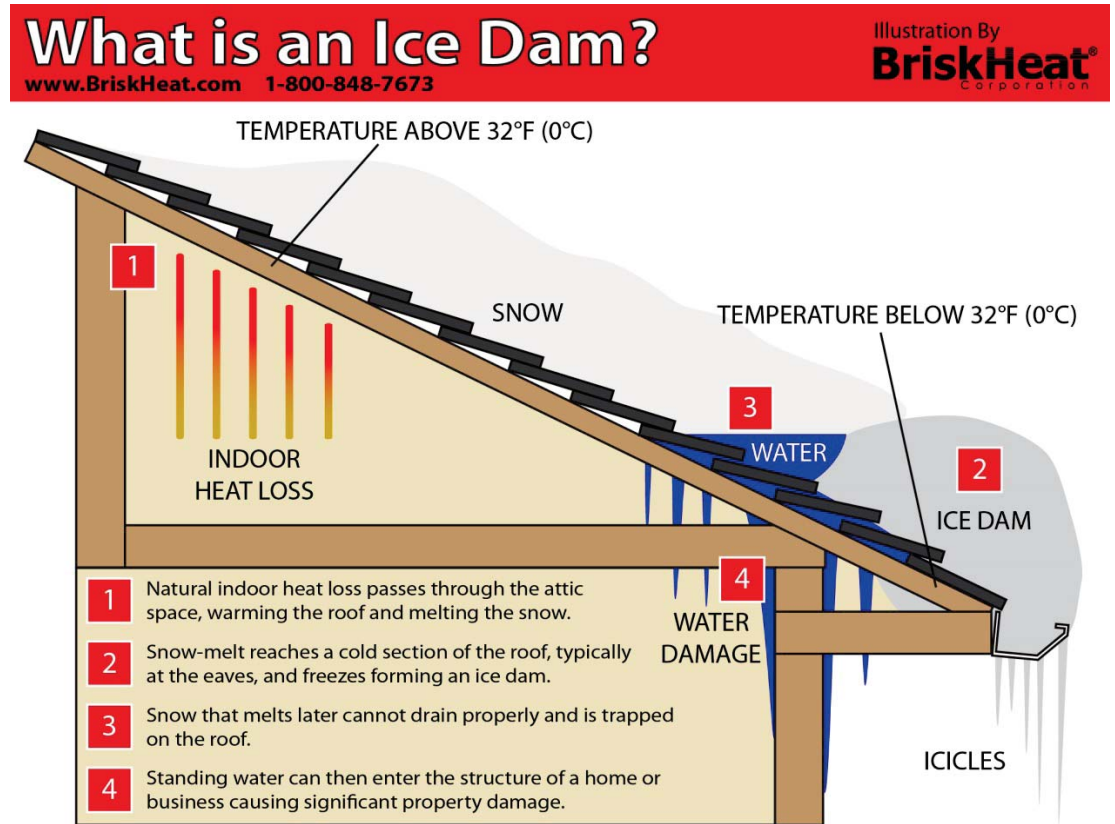 What is an Ice Dam?
www.BriskHeat.com 1-800-848-7673
Illustration By
BriskHeat®
Corporation
TEMPERATURE ABOVE 32°F (0°C)
1
SNOW
TEMPERATURE BELOW 32°F (0°C)
3
WATER
INDOOR
HEAT LOSS
2
ICE DAM
4
WATER
DAMAGE
ICICLES
1 Natural indoor heat loss passes through the attic
space, warming the roof and melting the snow.
2 Snow-melt reaches a cold section of the roof, typically
at the eaves, and freezes forming an ice dam.
3 Snow that melts later cannot drain properly and is trapped
on the roof.
4 Standing water can then enter the structure of a home or
business causing significant property damage.